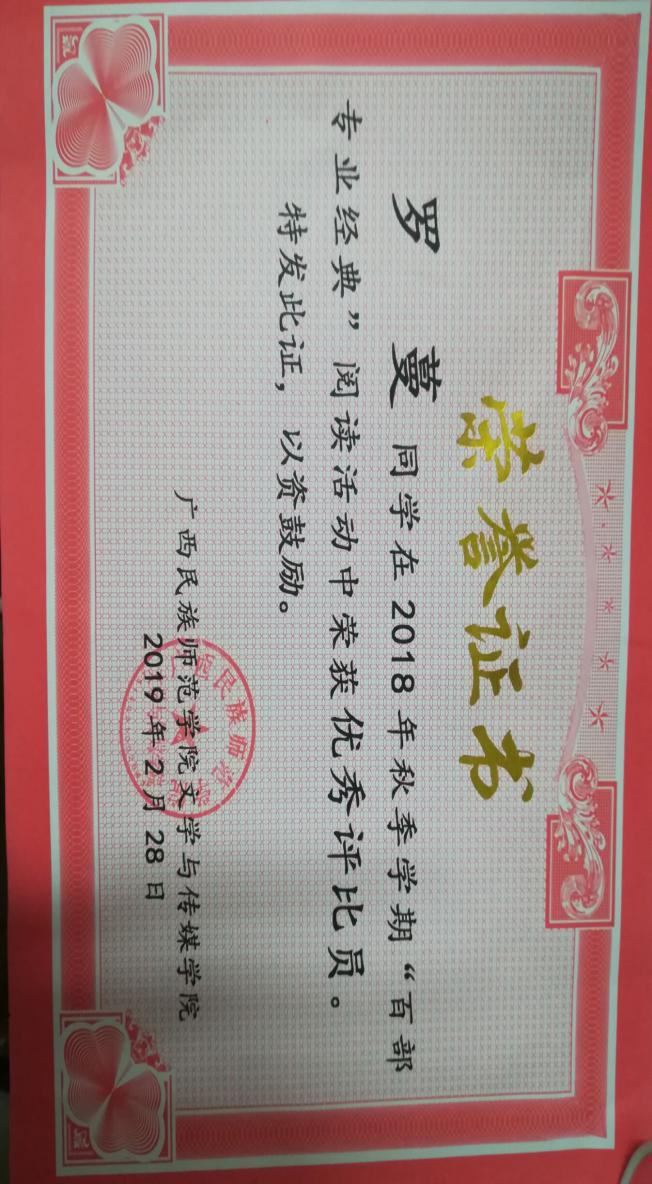 荣誉证书
罗 蔓 同学在2018年秋季学期“百部
专业经典”阅读活动中荣获优秀评比员。
特发此证，以资鼓励。
广西民族师范学院文学与传媒学院
2019年2月28日